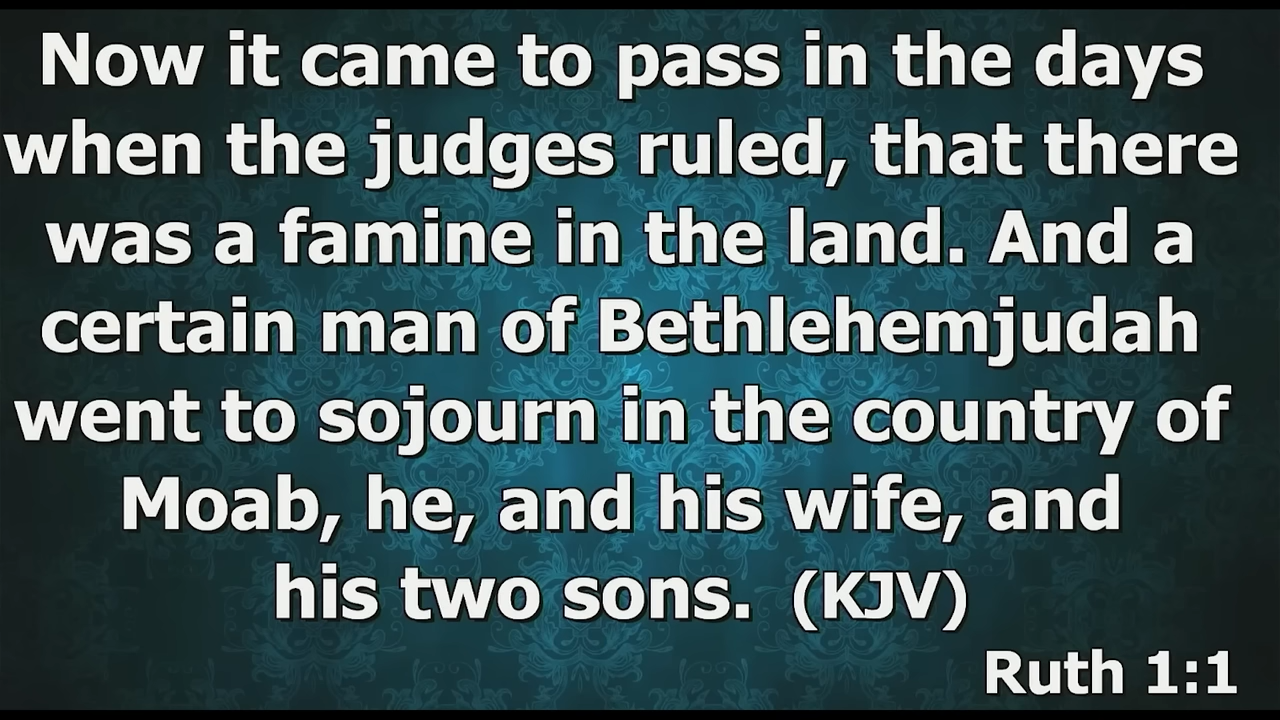 Now it came to pass in the days
when the judges ruled, that there
was a famine in the land. And a
certain man of Bethlehemjudah
went to sojourn in the country of
Moab, he, and his wife, and
his two sons. (KJV)
Ruth 1:1